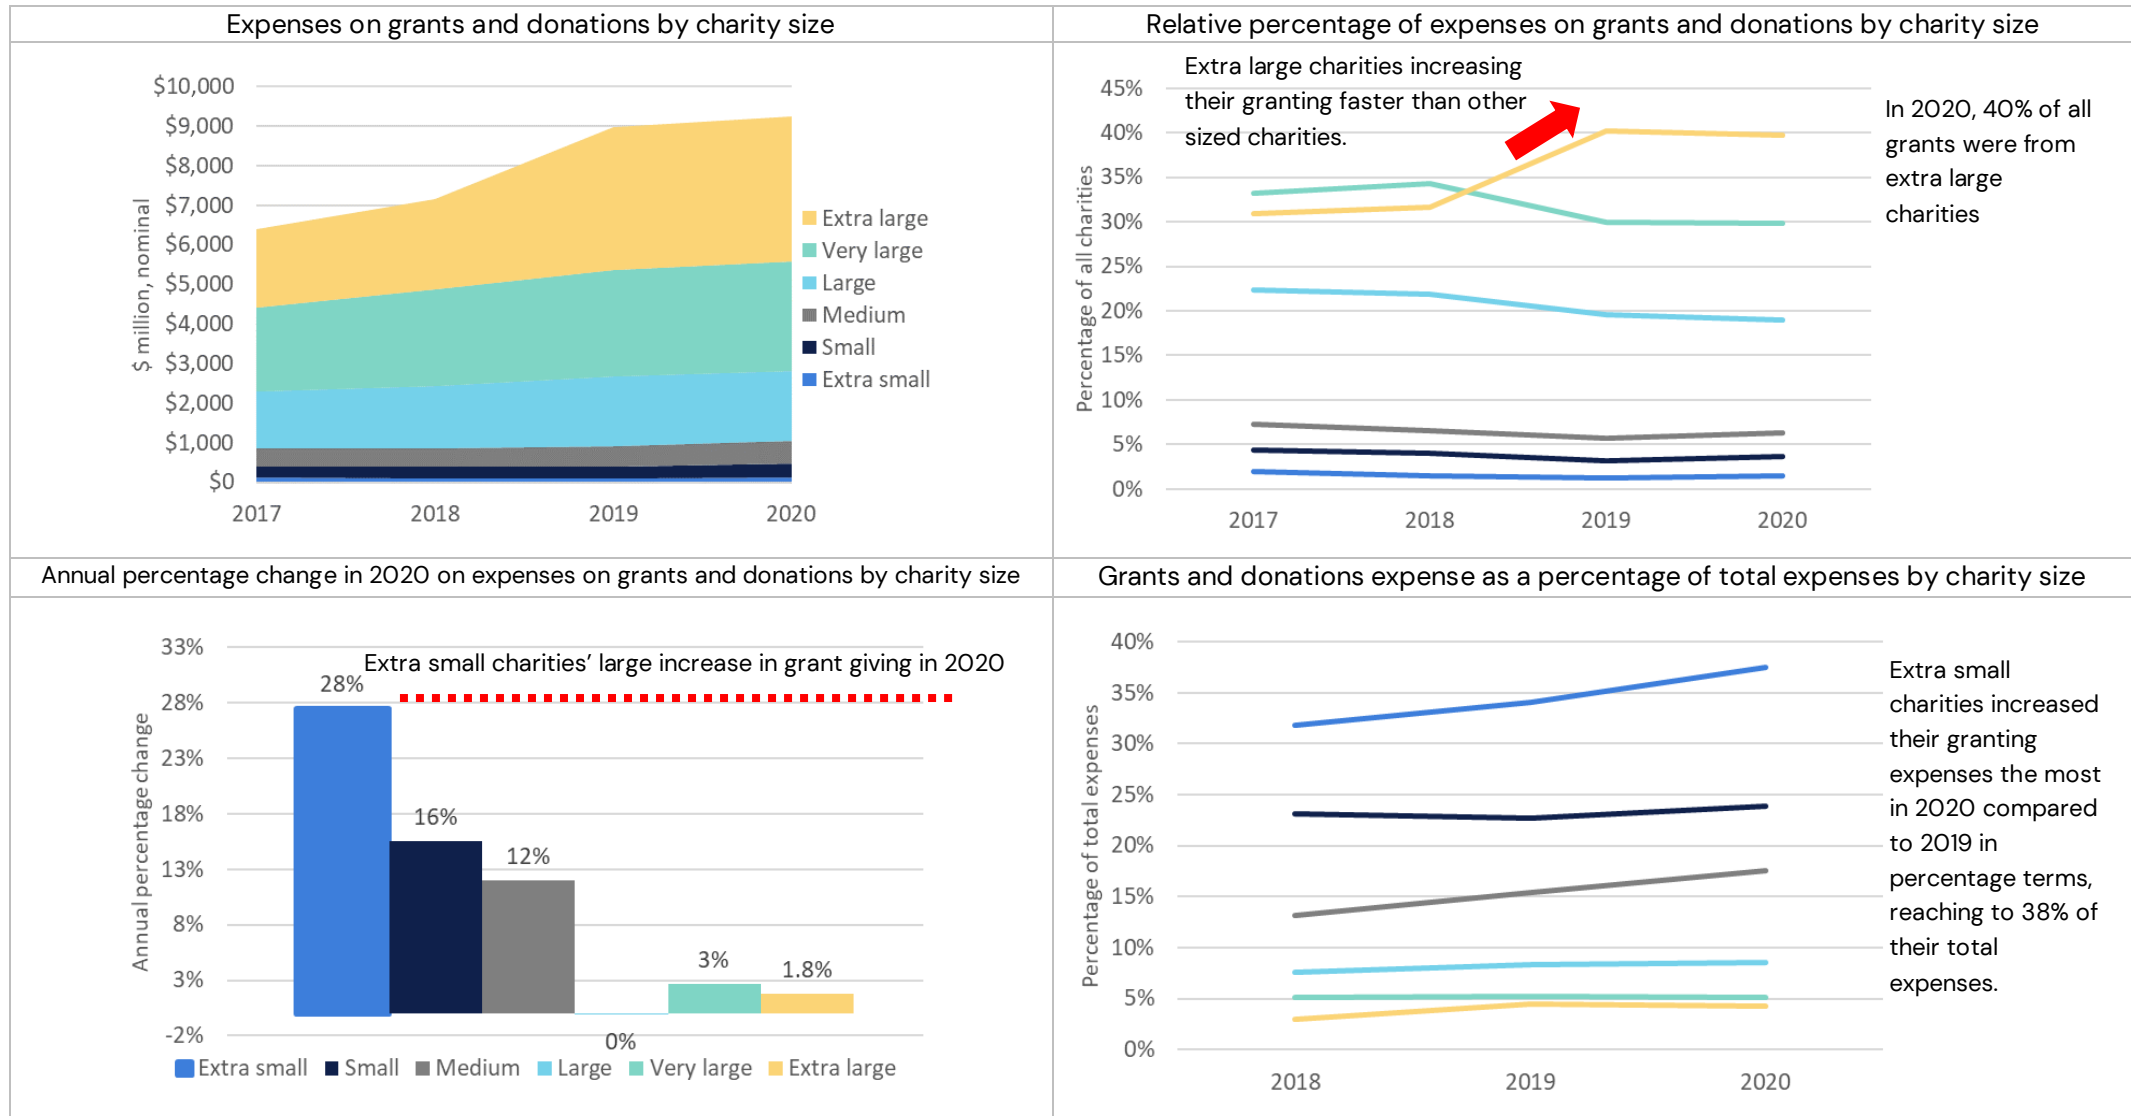 Expenses on grants and donations by charity size
$10,000
$9,000
$8,000
$7,000
$6,000
$5,000
$4,000
$3,000
$2,000
$1,000
$0
$ million, nominal
2017 2018 2019 2020
Extra large
Very large
Large
Medium
Small
Extra small
Relative percentage of expenses on grants and donations by charity size
Extra large charities increasing
their granting faster than other
sized charities.
45%
40%
35%
30%
25%
20%
15%
10%
5%
0%
Percentage of all charities
2017 2018 2019 2020
In 2020, 40% of all
grants were from
extra large
charities
Annual percentage change in 2020 on expenses on grants and donations by charity size
33%
28%
23%
18%
13%
8%
3%
-2%
Annual percentage change
Extra small charities’ large increase in grant giving in 2020
28%
16%
12%
0%
3%
1.8%
Extra small Small Medium Large Very large Extra large
Grants and donations expense as a percentage of total expenses by charity size
40%
35%
30%
25%
20%
15%
10%
5%
0%
Percentage of total expenses
2018 2019 2020
Extra small
charities increased
their granting
expenses the most
in 2020 compared
to 2019 in
percentage terms,
reaching to 38% of
their total
expenses.